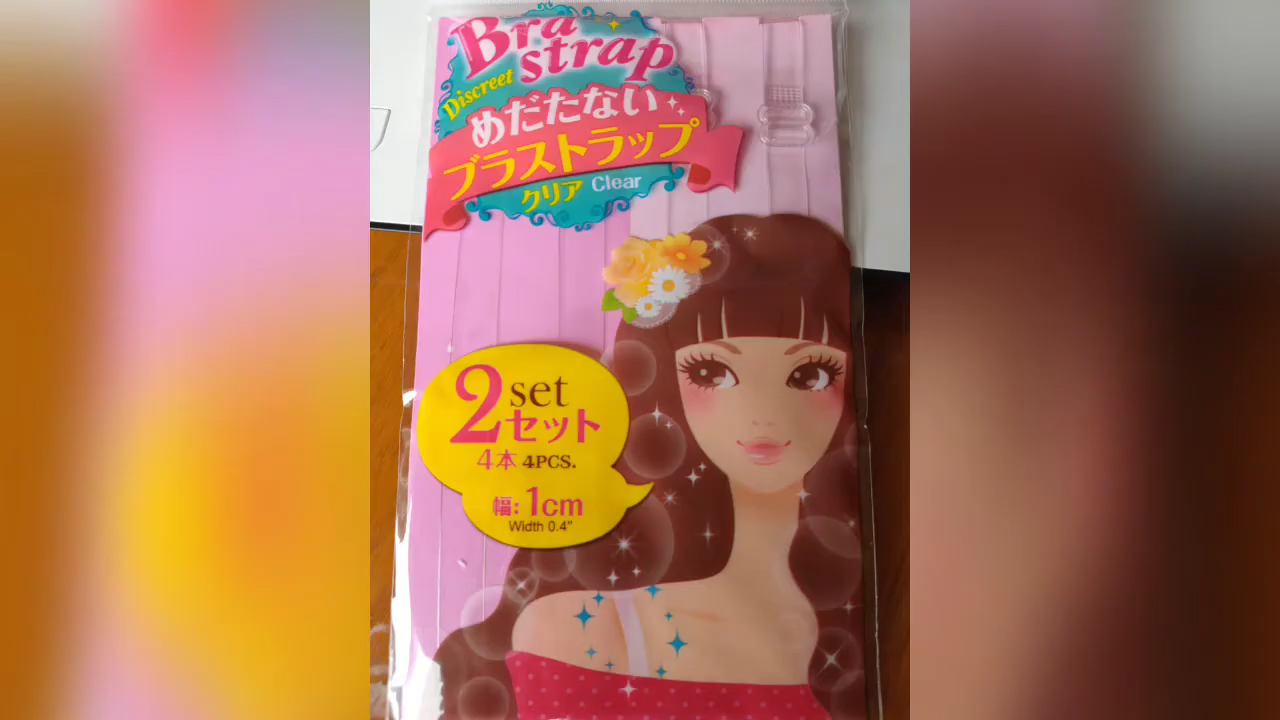 Bra
strap
Discreet
めだたない
ブラストラップ
クリア Clear
2 set
セット
4本 4PCS.
幅: 1cm
Width 0.4"